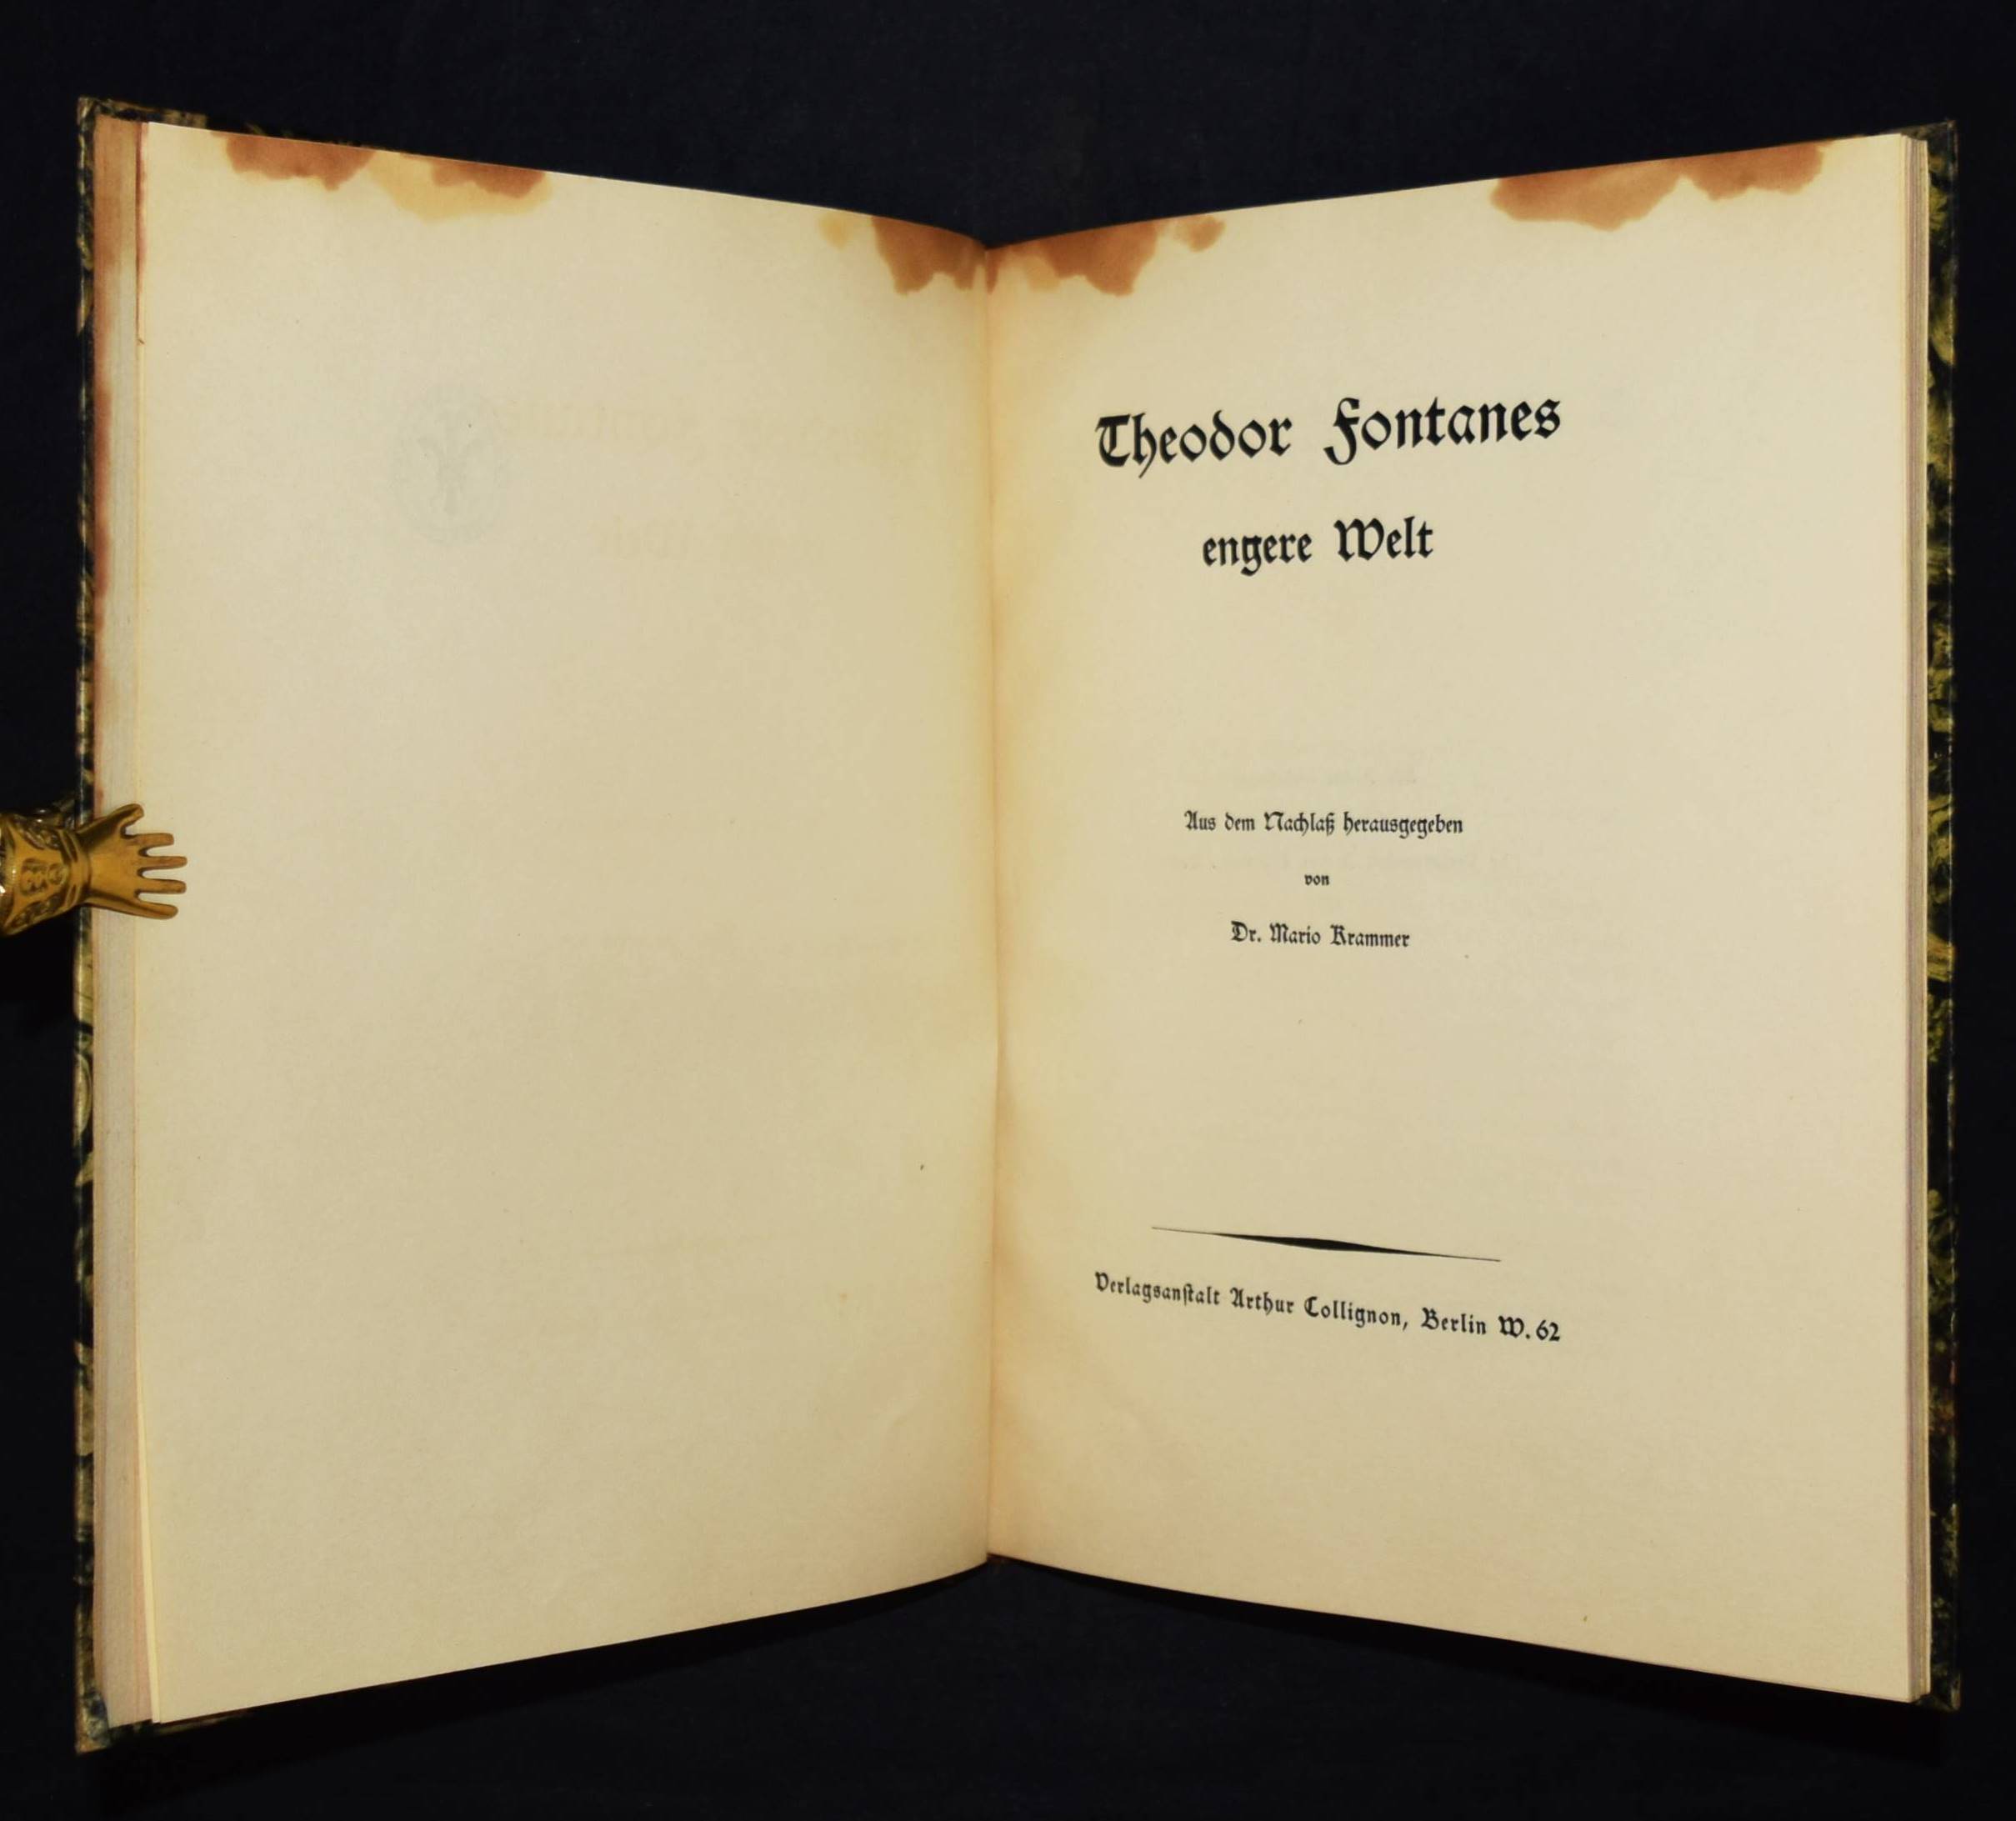 Theodor Fontanes
engere Welt
Aus dem Nachlaß herausgegeben
von
Dr. Mario Krammer
Verlagsanſtalt Arthur Collignon, Berlin W. 62